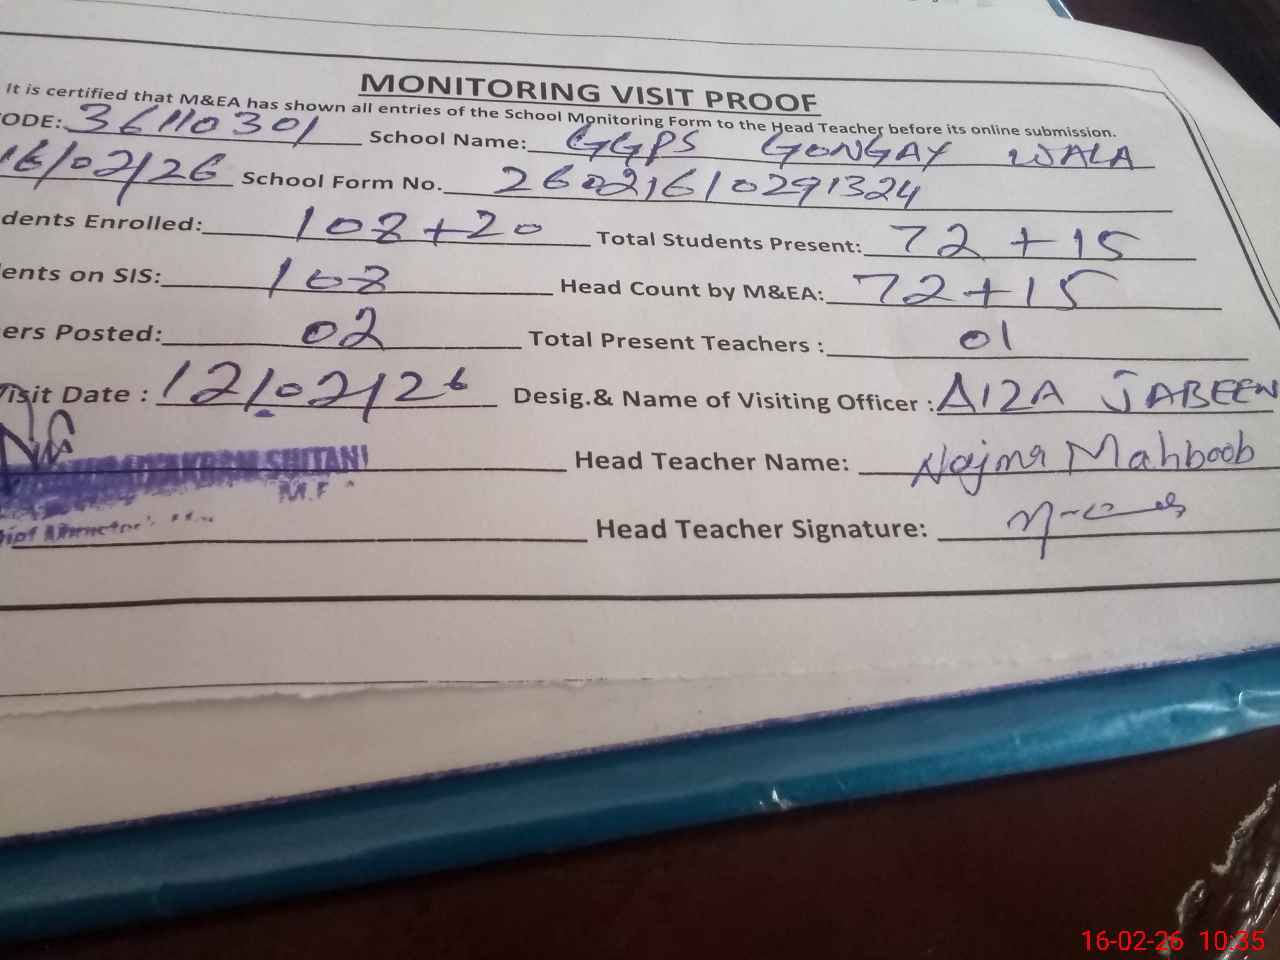 MONITORING VISIT PROOF
It is certified that M&EA has shown all entries of the School Monitoring Form to the Head Teacher before its online submission.
ODE: 36110301 School Name: GGPS GONGAY WALA
16/02/26 School Form No. 26021610291324
dents Enrolled: 108+20 Total Students Present: 72+15
ents on SIS: 108 Head Count by M&EA: 72+15
ers Posted: 02 Total Present Teachers : 01
isit Date : 12/02/26 Desig.& Name of Visiting Officer : AIZA JABEEN
SHITANI Head Teacher Name: Najma Mahboob
M.F
Head Teacher Signature:
16-02-26 10:35